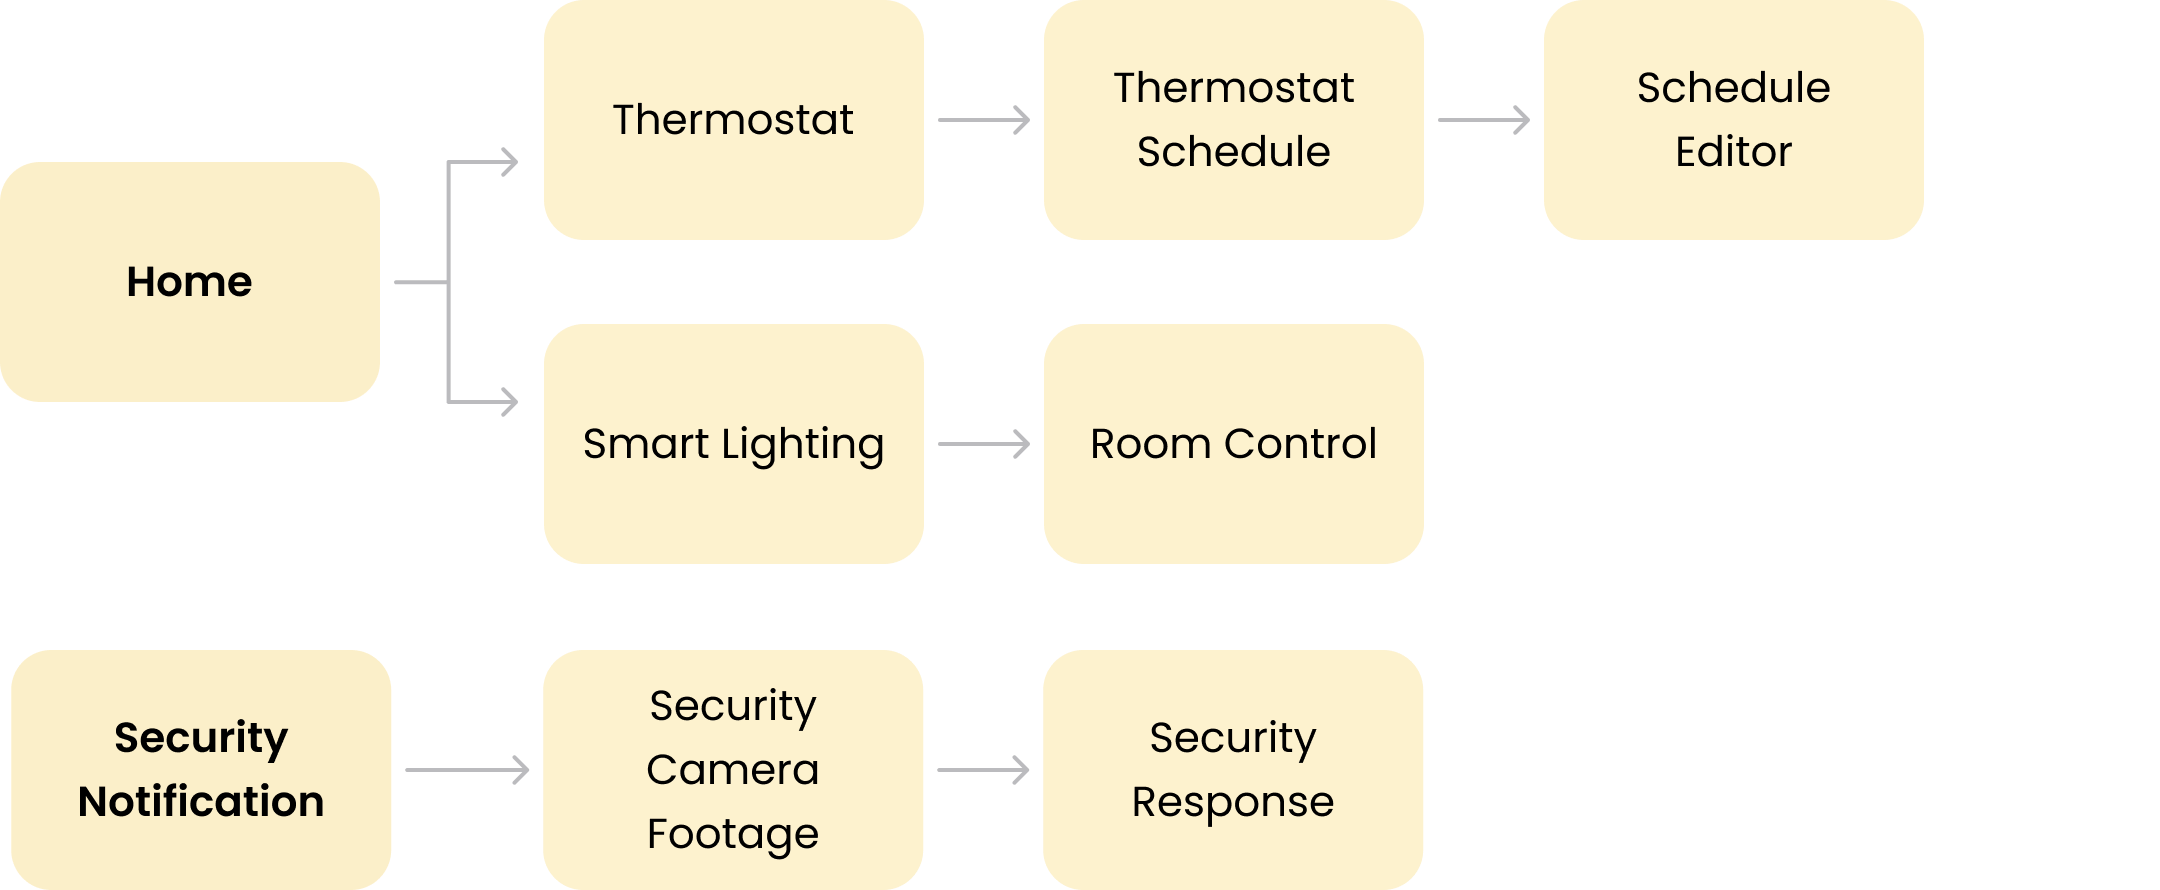 Thermostat
Thermostat
Schedule
Schedule
Editor
Home
Smart Lighting
Room Control
Security
Notification
Security
Camera
Footage
Security
Response